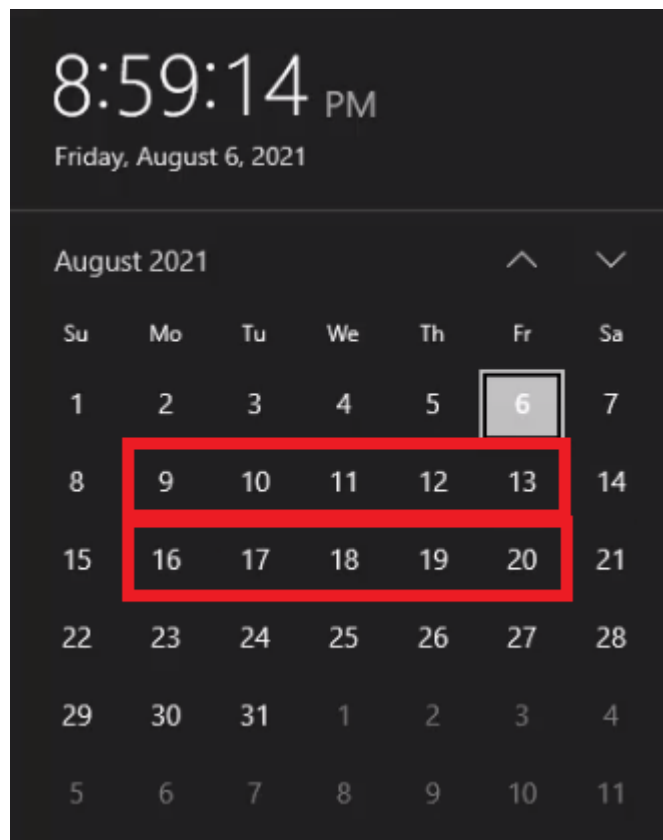 8:59:14 PM
Friday, August 6, 2021
August 2021
Su Mo Tu We Th Fr Sa
1 2 3 4 5 6 7
8 9 10 11 12 13 14
15 16 17 18 19 20 21
22 23 24 25 26 27 28
29 30 31 1 2 3 4
5 6 7 8 9 10 11